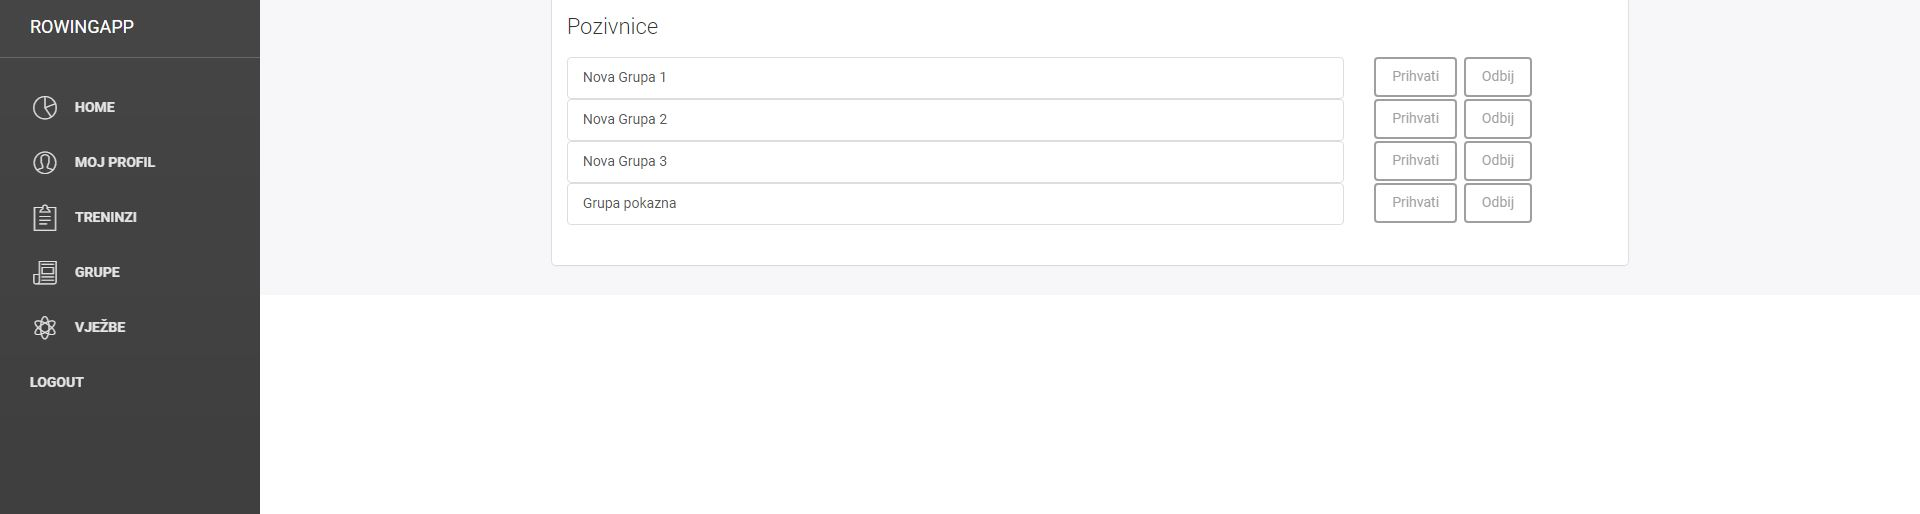 ROWINGAPP
HOME
MOJ PROFIL
TRENINZI
GRUPE
VJEŽBE
LOGOUT
Pozivnice
Nova Grupa 1 Prihvati Odbij
Nova Grupa 2 Prihvati Odbij
Nova Grupa 3 Prihvati Odbij
Grupa pokazna Prihvati Odbij